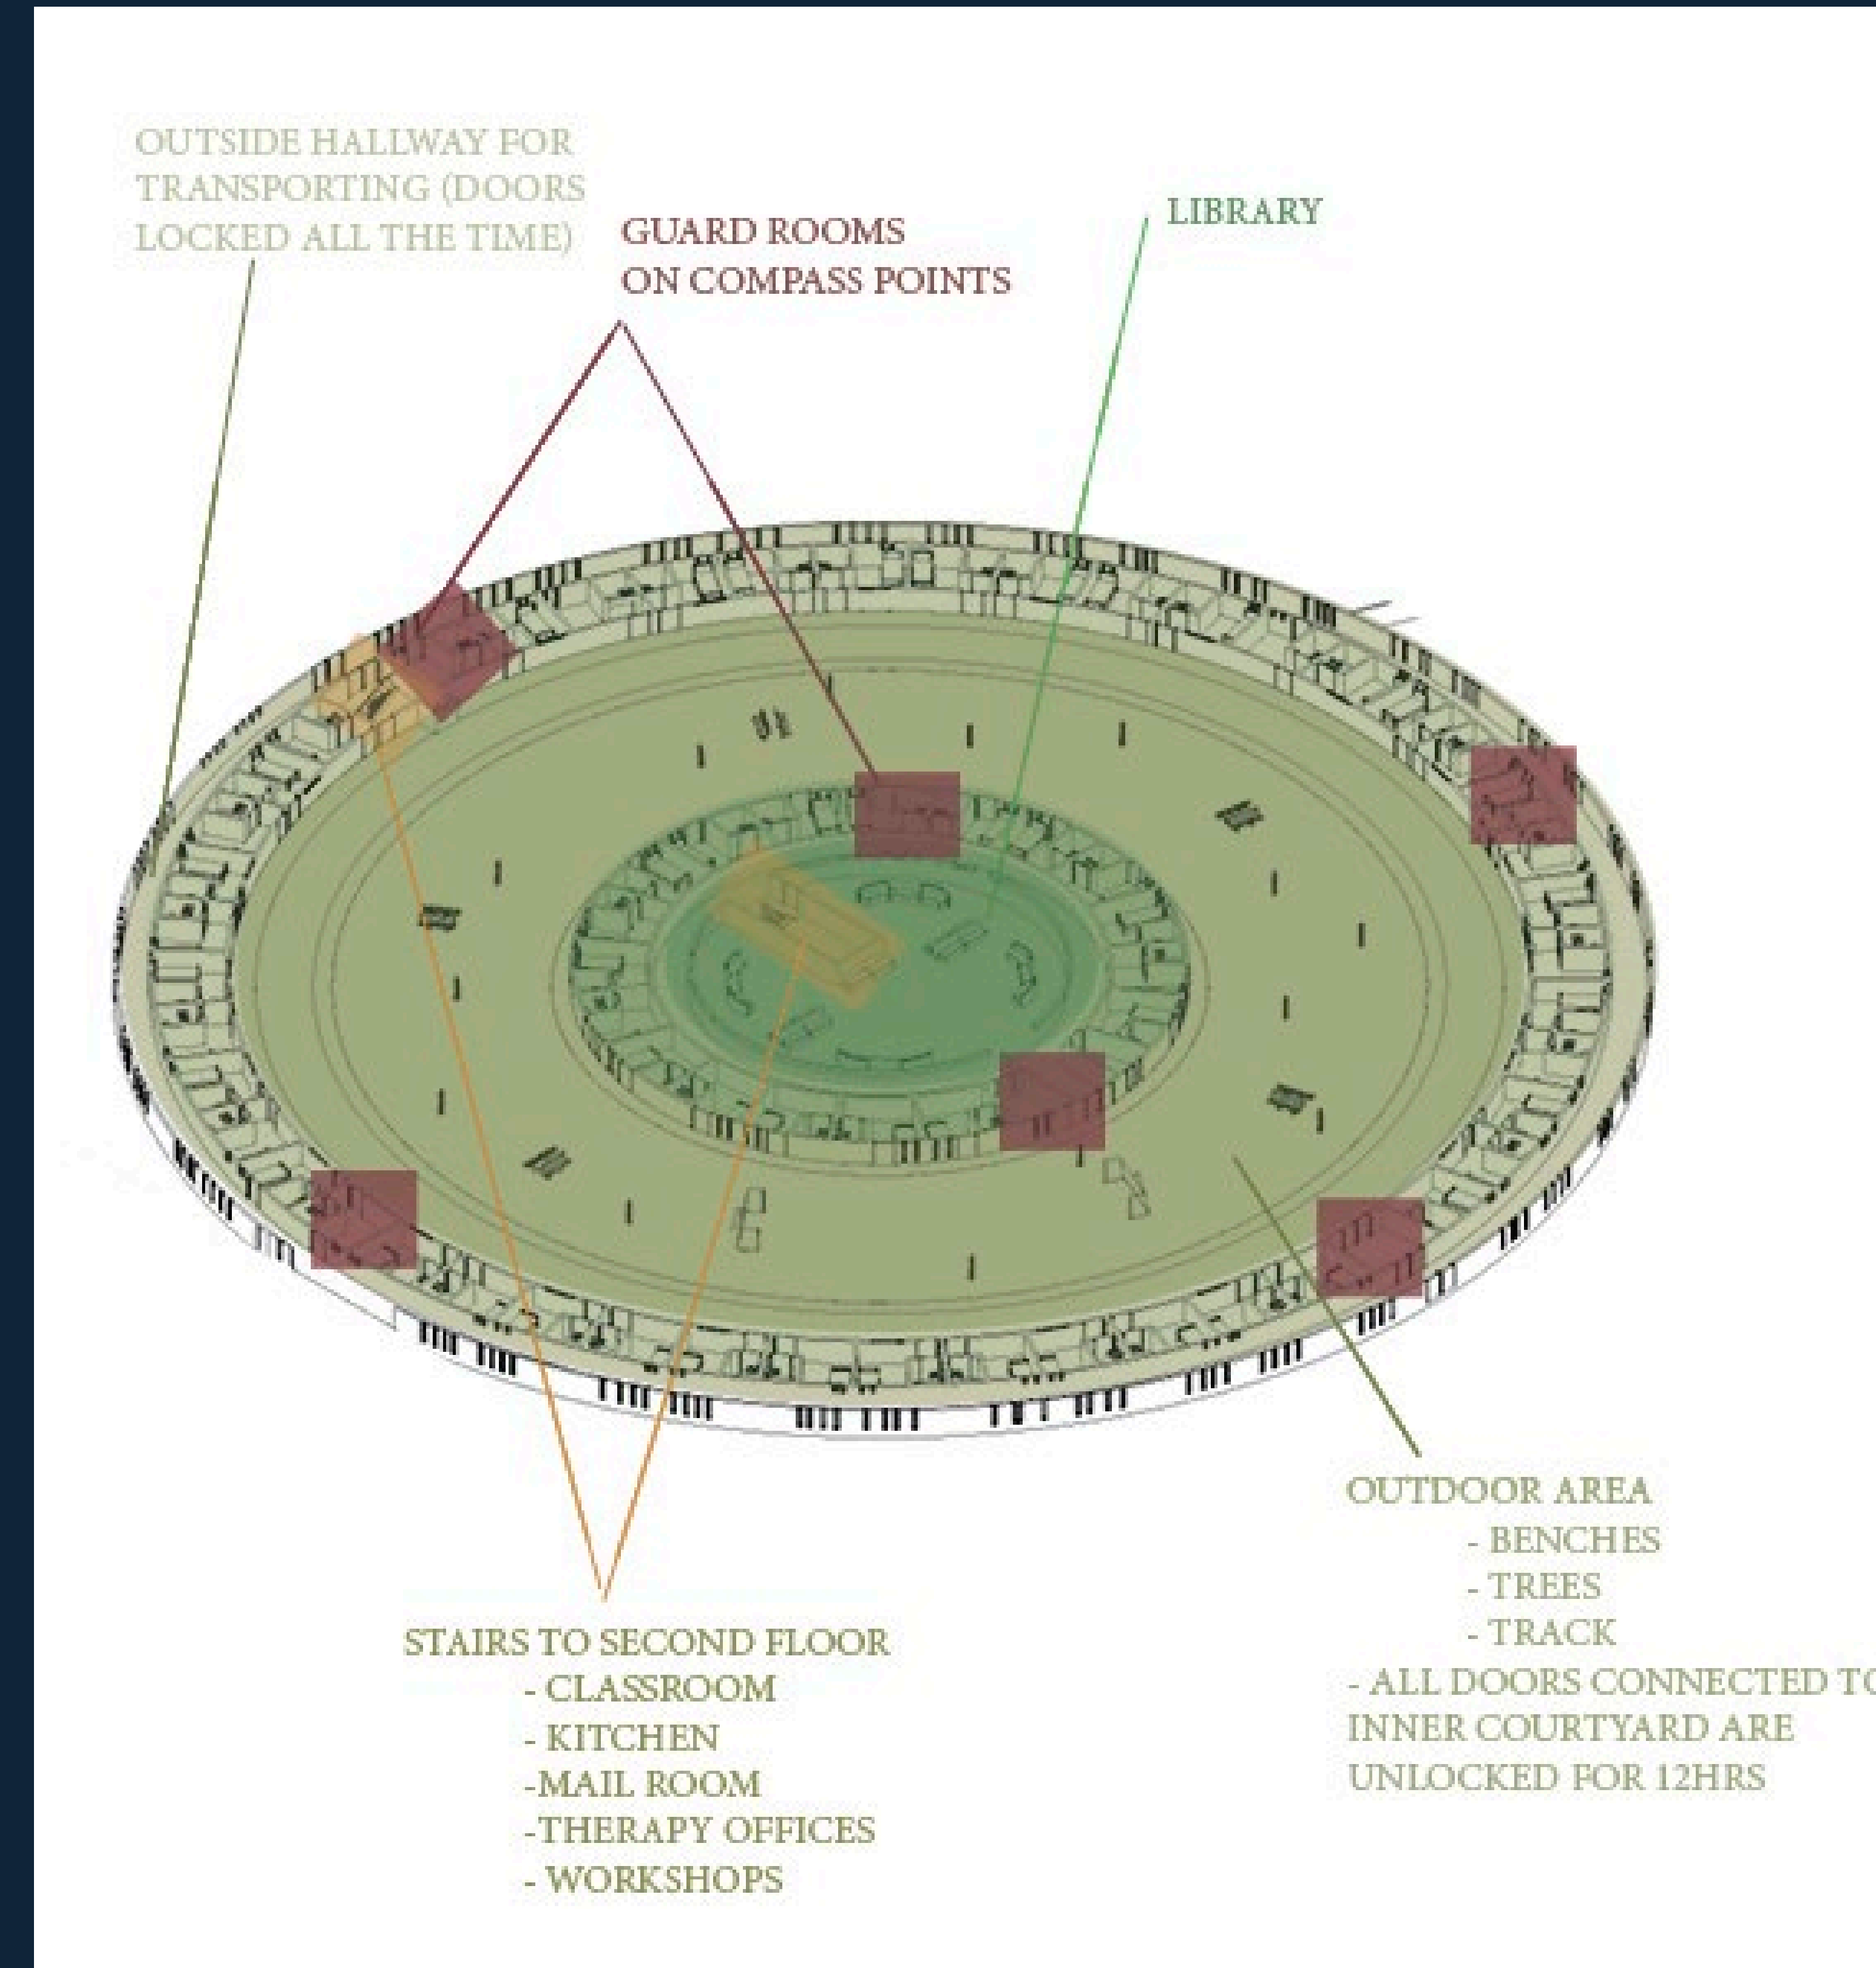 OUTSIDE HALLWAY FOR
TRANSPORTING (DOORS
LOCKED ALL THE TIME)
GUARD ROOMS
ON COMPASS POINTS
LIBRARY
STAIRS TO SECOND FLOOR
- CLASSROOM
- KITCHEN
-MAIL ROOM
-THERAPY OFFICES
- WORKSHOPS
OUTDOOR AREA
- BENCHES
- TREES
- TRACK
- ALL DOORS CONNECTED TO
INNER COURTYARD ARE
UNLOCKED FOR 12HRS